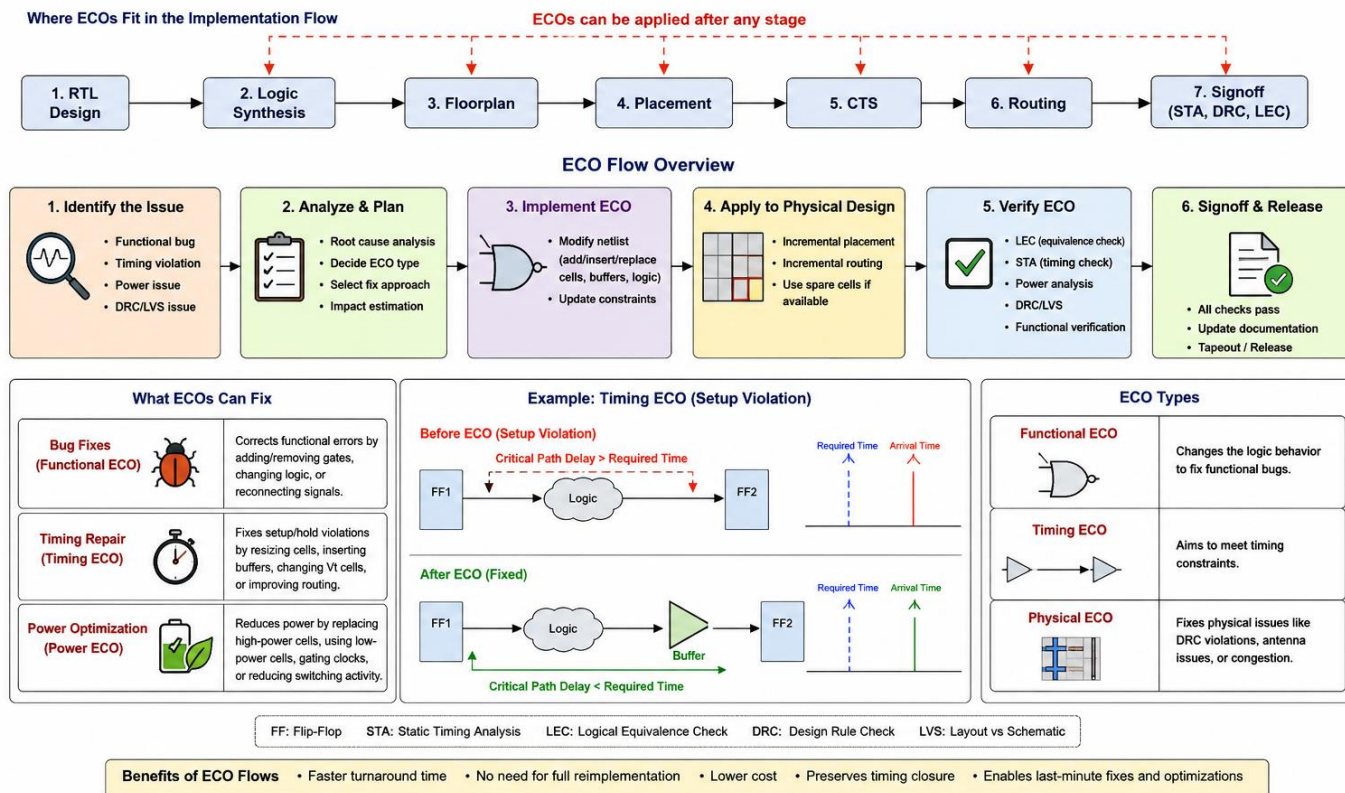 Where ECOs Fit in the Implementation Flow
ECOs can be applied after any stage
1. RTL
Design
2. Logic
Synthesis
3. Floorplan
4. Placement
5. CTS
6. Routing
7. Signoff
(STA, DRC, LEC)
ECO Flow Overview
1. Identify the Issue
• Functional bug
• Timing violation
• Power issue
• DRC/LVS issue
2. Analyze & Plan
• Root cause analysis
• Decide ECO type
• Select fix approach
• Impact estimation
3. Implement ECO
• Modify netlist
(add/insert/replace
cells, buffers, logic)
• Update constraints
4. Apply to Physical Design
• Incremental placement
• Incremental routing
• Use spare cells if
available
5. Verify ECO
• LEC (equivalence check)
• STA (timing check)
• Power analysis
• DRC/LVS
• Functional verification
6. Signoff & Release
• All checks pass
• Update documentation
• Tapeout / Release
What ECOs Can Fix
Bug Fixes
(Functional ECO)
Corrects functional errors by
adding/removing gates,
changing logic, or
reconnecting signals.
Timing Repair
(Timing ECO)
Fixes setup/hold violations
by resizing cells, inserting
buffers, changing Vt cells,
or improving routing.
Power Optimization
(Power ECO)
Reduces power by replacing
high-power cells, using low-
power cells, gating clocks,
or reducing switching activity.
Example: Timing ECO (Setup Violation)
Before ECO (Setup Violation)
Critical Path Delay > Required Time
FF1
Logic
FF2
Required Time
Arrival Time
After ECO (Fixed)
FF1
Logic
Buffer
FF2
Critical Path Delay < Required Time
Required Time
Arrival Time
ECO Types
Functional ECO
Changes the logic behavior
to fix functional bugs.
Timing ECO
Aims to meet timing
constraints.
Physical ECO
Fixes physical issues like
DRC violations, antenna
issues, or congestion.
FF: Flip-Flop STA: Static Timing Analysis LEC: Logical Equivalence Check DRC: Design Rule Check LVS: Layout vs Schematic
Benefits of ECO Flows • Faster turnaround time • No need for full reimplementation • Lower cost • Preserves timing closure • Enables last-minute fixes and optimizations